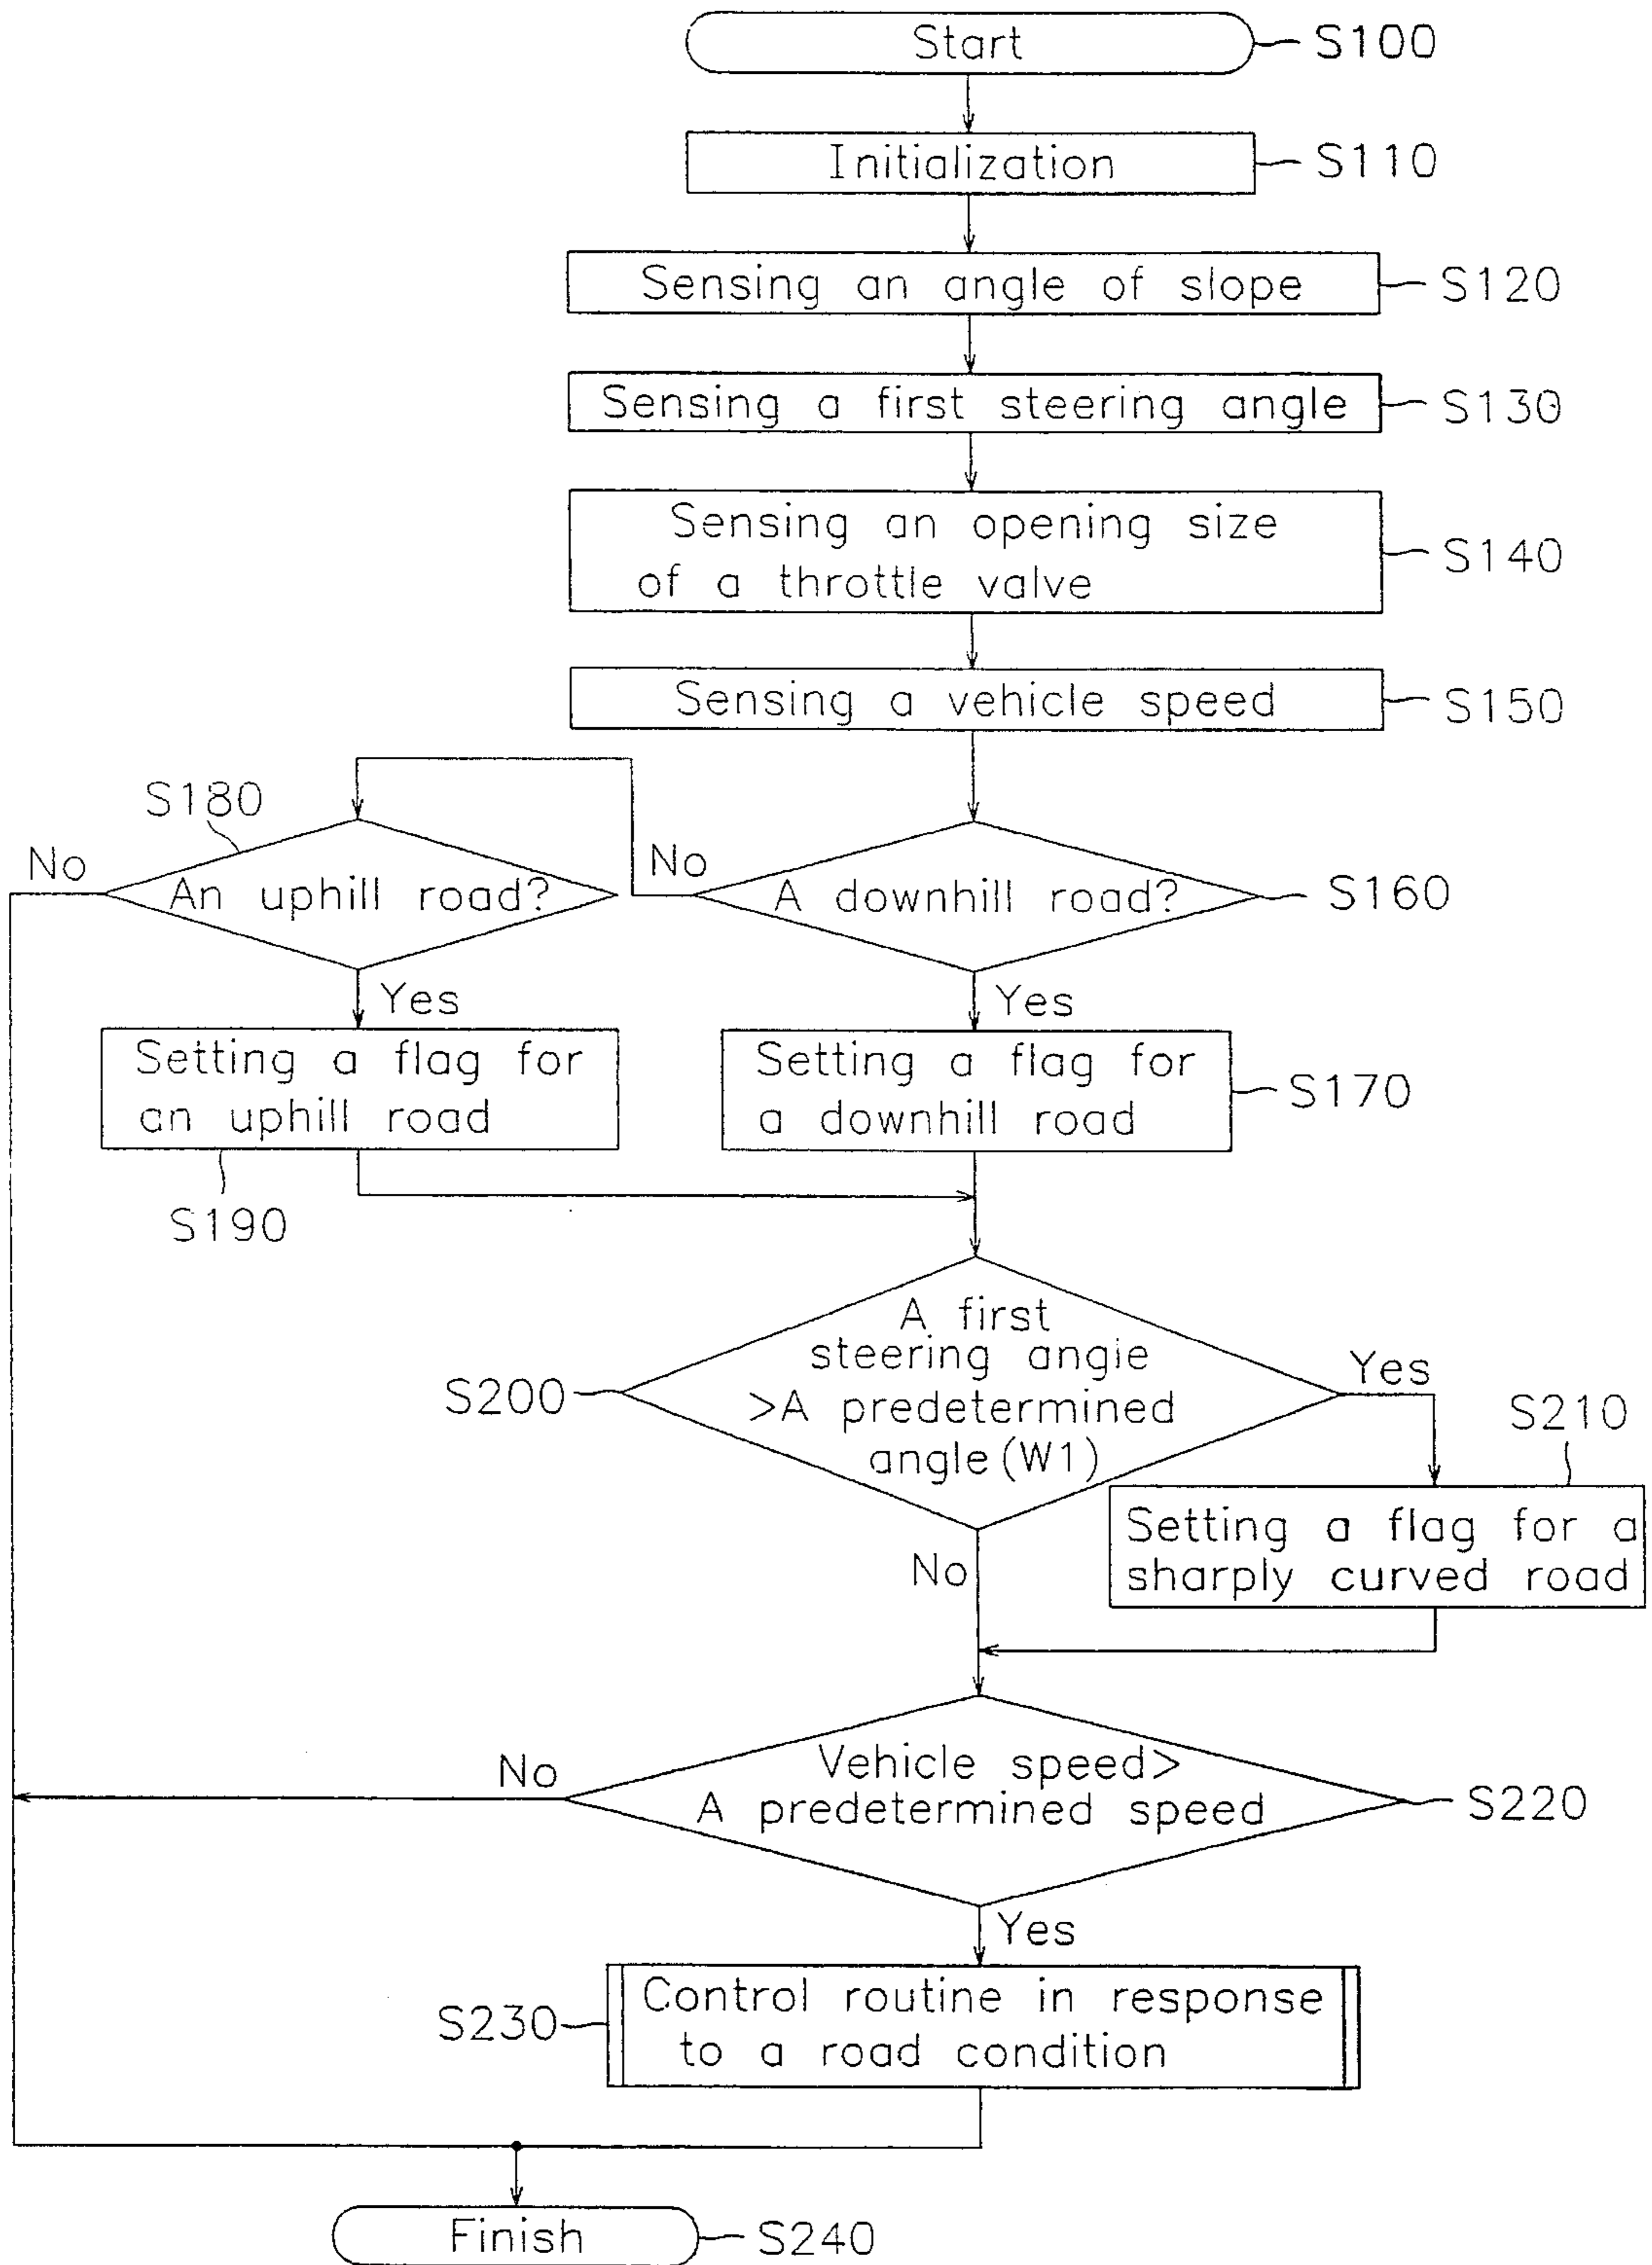 Start
S100
Initialization
S110
Sensing an angle of slope
S120
Sensing a first steering angle
S130
Sensing an opening size
of a throttle valve
S140
Sensing a vehicle speed
S150
S180
No
An uphill road?
No
A downhill road?
S160
Yes
Yes
Setting a flag for
an uphill road
S190
Setting a flag for
a downhill road
S170
A first
steering angie
>A predetermined
angle(W1)
S200
Yes
S210
Setting a flag for a
sharply curved road
No
Vehicle speed>
A predetermined speed
No
S220
Yes
S230
Control routine in response
to a road condition
Finish
S240